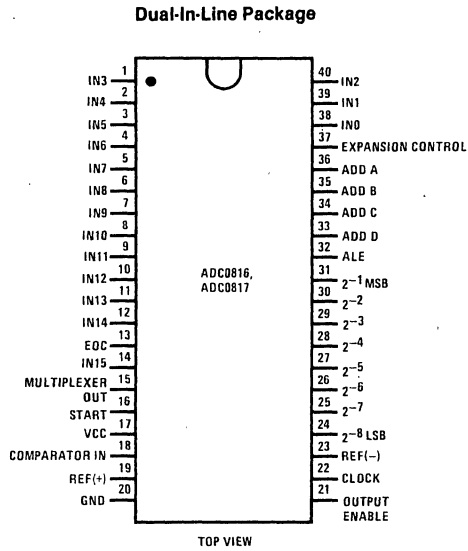 Dual-In-Line Package
IN3 1
IN4 2
IN5 3
IN6 4
IN7 5
IN8 6
IN9 7
IN10 8
IN11 9
IN12 10
IN13 11
IN14 12
EOC 13
IN15 14
MULTIPLEXER 15
OUT
START 16
VCC 17
COMPARATOR IN 18
REF(+) 19
GND 20
ADC0816,
ADC0817
40 IN2
39 IN1
38 IN0
37 EXPANSION CONTROL
36 ADD A
35 ADD B
34 ADD C
33 ADD D
32 ALE
31 2⁻¹ MSB
30 2⁻²
29 2⁻³
28 2⁻⁴
27 2⁻⁵
26 2⁻⁶
25 2⁻⁷
24 2⁻⁸ LSB
23 REF(−)
22 CLOCK
21 OUTPUT
ENABLE
TOP VIEW